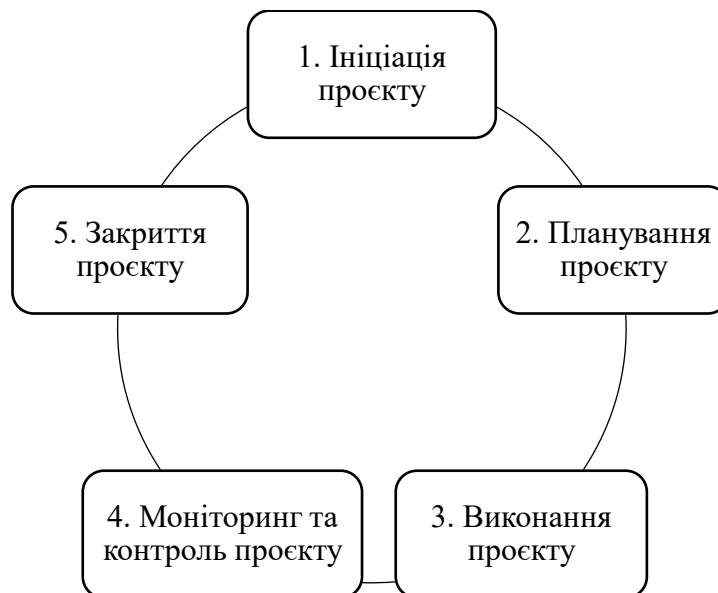 1. Ініціація
проєкту
2. Планування
проєкту
3. Виконання
проєкту
4. Моніторинг та
контроль проєкту
5. Закриття
проєкту